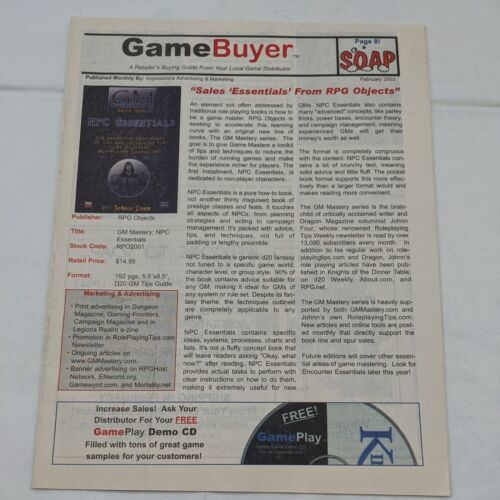 GameBuyer™
A Retailer's Buying Guide From Your Local Game Distributor
Page 8!
SOAP
Published Monthly By: Impressions Advertising & Marketing
February 2003
"Sales 'Essentials' From RPG Objects"
NPC ESSENTIALS
Johnn Four
Publisher: RPG Objects
Title: GM Mastery: NPC
Essentials
Stock Code: RPO2001
Retail Price: $14.95
Format: 192 pgs, 5.5"x8.5",
D20 GM Tips Guide
Marketing & Advertising
• Print advertising in Dungeon
Magazine, Gaming Frontiers,
Campaign Magazine and in
Legions Realm e-zine
• Promotion in RolePlayingTips.com
Newsletter
• Ongoing articles on
www.GMMastery.com
• Banner advertising on RPGHost
Network, ENworld.org,
Gamewyrd.com, and Mortality.net
An element not often addressed by
traditional role playing books is how to
be a game master. RPG Objects is
seeking to accelerate this learning
curve with an original new line of
books, The GM Mastery series. The
goal is to give Game Masters a toolkit
of tips and techniques to reduce the
burden of running games and make
the experience richer for players. The
first installment, NPC Essentials, is
dedicated to non-player characters.
NPC Essentials is a pure how-to book,
not another thinly disguised book of
prestige classes and feats. It touches
all aspects of NPCs: from planning
strategies and acting to campaign
management. It's packed with advice,
tips, and techniques, not full of
padding or lengthy preamble.
NPC Essentials is generic d20 fantasy
not tuned to a specific game world,
character level, or group style. 90% of
the book contains advice suitable for
any GM, making it ideal for GMs of
any system or rule set. Despite its fan-
tasy theme, the techniques outlined
are completely applicable to any
genre.
NPC Essentials contains specific
ideas, systems, processes, charts and
lists. It's not a fluffy concept book that
will leave readers asking "Okay, what
now?" after reading. NPC Essentials
provides actual tasks to perform with
clear instructions on how to do them,
making it extremely useful for new
GMs. NPC Essentials also contains
many "advanced" concepts, like parley
tricks, power bases, and encounter
and campaign management, meaning
experienced GMs will get their
money's worth as well.
The format is completely congruous
with the content. NPC Essentials con-
tains a lot of crunchy text, meaning
solid advice and little fluff. The pocket
book format supports this more effec-
tively than a larger format would and
makes reading more convenient.
The GM Mastery series is the brain-
child of critically acclaimed writer and
Dragon Magazine columnist Johnn
Four, whose renowned Roleplaying
Tips Weekly newsletter is read by over
13,000 subscribers every month. In
addition to his regular work on role-
playingtips.com and Dragon, Johnn's
role playing articles have been pub-
lished in Knights of the Dinner Table,
on d20 Weekly, About.com, and
RPG.net.
The GM Mastery series is heavily sup-
ported by both GMMastery.com and
Johnn's own Roleplayingtips.com.
New articles and online tools are post-
ed monthly that directly support the
book line and spur sales.
Future editions will cover other essen-
tial areas of game mastering. Look for
Encounter Essentials later this year!
Increase Sales! Ask Your
Distributor For Your FREE
GamePlay Demo CD
Filled with tons of great game
samples for your customers!
FREE!
GamePlay